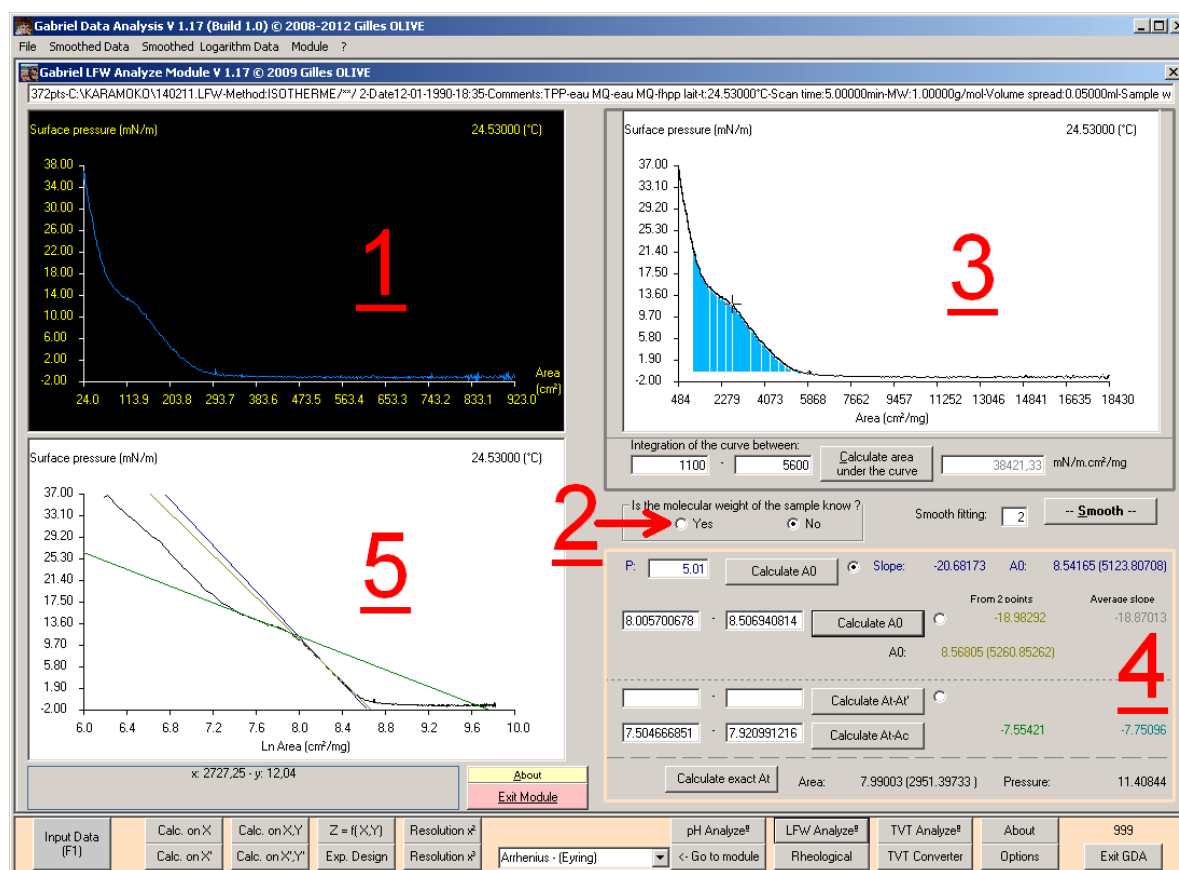 Gabriel Data Analysis V 1.17 (Build 1.0) © 2008-2012 Gilles OLIVE
File Smoothed Data Smoothed Logarithm Data Module ?
Gabriel LFW Analyze Module V 1.17 © 2009 Gilles OLIVE
372pts-C:\KARAMOKO\140211.LFW-Method:ISOTHERME/**/ 2-Date12-01-1990-18:35-Comments:TPP-eau MQ-eau MQ-fhpp lait-t:24.53000°C-Scan time:5.00000min-MW:1.00000g/mol-Volume spread:0.05000ml-Sample w
Surface pressure (mN/m) 24.53000 (°C)
38.00
34.00
30.00
26.00
22.00
18.00
14.00
10.00
6.00
2.00
-2.00
Area
(cm²)
24.0 113.9 203.8 293.7 383.6 473.5 563.4 653.3 743.2 833.1 923.0
1
Surface pressure (mN/m) 24.53000 (°C)
37.00
33.10
29.20
25.30
21.40
17.50
13.60
9.70
5.80
1.90
-2.00
484 2279 4073 5868 7662 9457 11252 13046 14841 16635 18430
Area (cm²/mg)
3
Integration of the curve between:
1100 - 5600 Calculate area under the curve 38421,33 mN/m.cm²/mg
2
Is the molecular weight of the sample know ?
Yes No
Smooth fitting: 2 -- Smooth --
Surface pressure (mN/m) 24.53000 (°C)
37.00
33.10
29.20
25.30
21.40
17.50
13.60
9.70
5.80
1.90
-2.00
6.0 6.4 6.8 7.2 7.6 8.0 8.4 8.8 9.2 9.6 10.0
Ln Area (cm²/mg)
5
P: 5.01 Calculate A0 Slope: -20.68173 A0: 8.54165 (5123.80708)
From 2 points Average slope
8.005700678 - 8.506940814 Calculate A0 -18.98292 -18.87013
A0: 8.56805 (5260.85262)
4
- Calculate At-At'
7.504666851 - 7.920991216 Calculate At-Ac -7.55421 -7.75096
Calculate exact At Area: 7.99003 (2951.39733 ) Pressure: 11.40844
x: 2727,25 - y: 12,04
About
Exit Module
Input Data
(F1)
Calc. on X Calc. on X,Y Z = f(X,Y) Resolution x² pH Analyzeª LFW Analyzeª TVT Analyzeª About 999
Calc. on X' Calc. on X',Y' Exp. Design Resolution x³ Arrhenius - (Eyring) <- Go to module Rheological TVT Converter Options Exit GDA